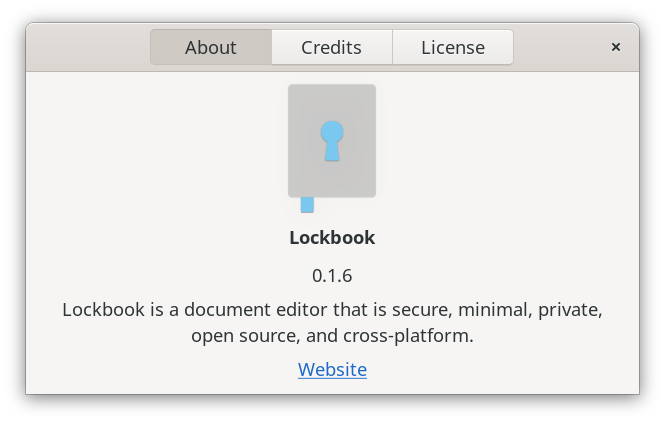 About Credits License ×
Lockbook
0.1.6
Lockbook is a document editor that is secure, minimal, private,
open source, and cross-platform.
Website